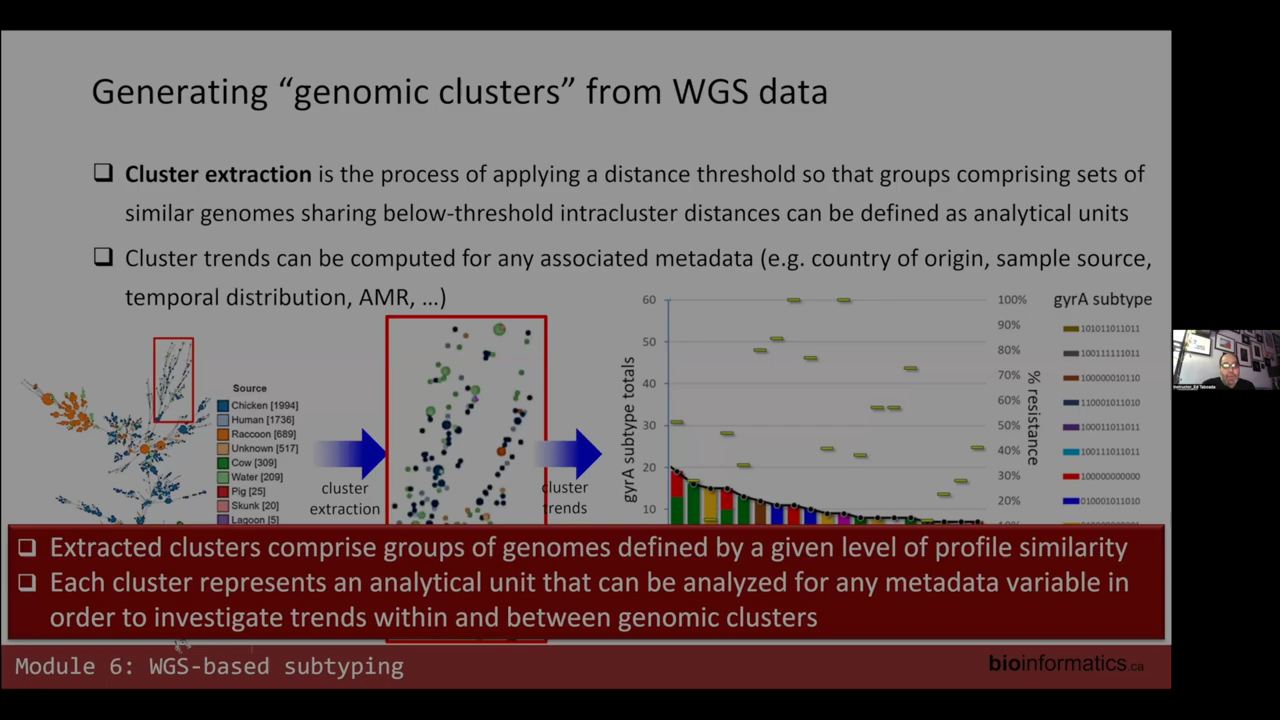 Generating “genomic clusters” from WGS data
Cluster extraction is the process of applying a distance threshold so that groups comprising sets of
similar genomes sharing below-threshold intracluster distances can be defined as analytical units
Cluster trends can be computed for any associated metadata (e.g. country of origin, sample source,
temporal distribution, AMR, …)
Source
Chicken [1994]
Human [1736]
Raccoon [689]
Unknown [517]
Cow [309]
Water [209]
Pig [25]
Skunk [20]
Lagoon [5]
cluster
extraction
cluster
trends
gyrA subtype totals
60
50
40
30
20
10
100%
90%
80%
70%
60%
50%
40%
30%
20%
% resistance
gyrA subtype
101011011011
100111111011
100000010110
110001011010
100011011011
100111011011
100000000000
010001011010
Extracted clusters comprise groups of genomes defined by a given level of profile similarity
Each cluster represents an analytical unit that can be analyzed for any metadata variable in
order to investigate trends within and between genomic clusters
Module 6: WGS-based subtyping
bioinformatics.ca
Instructor_Ed Taboada